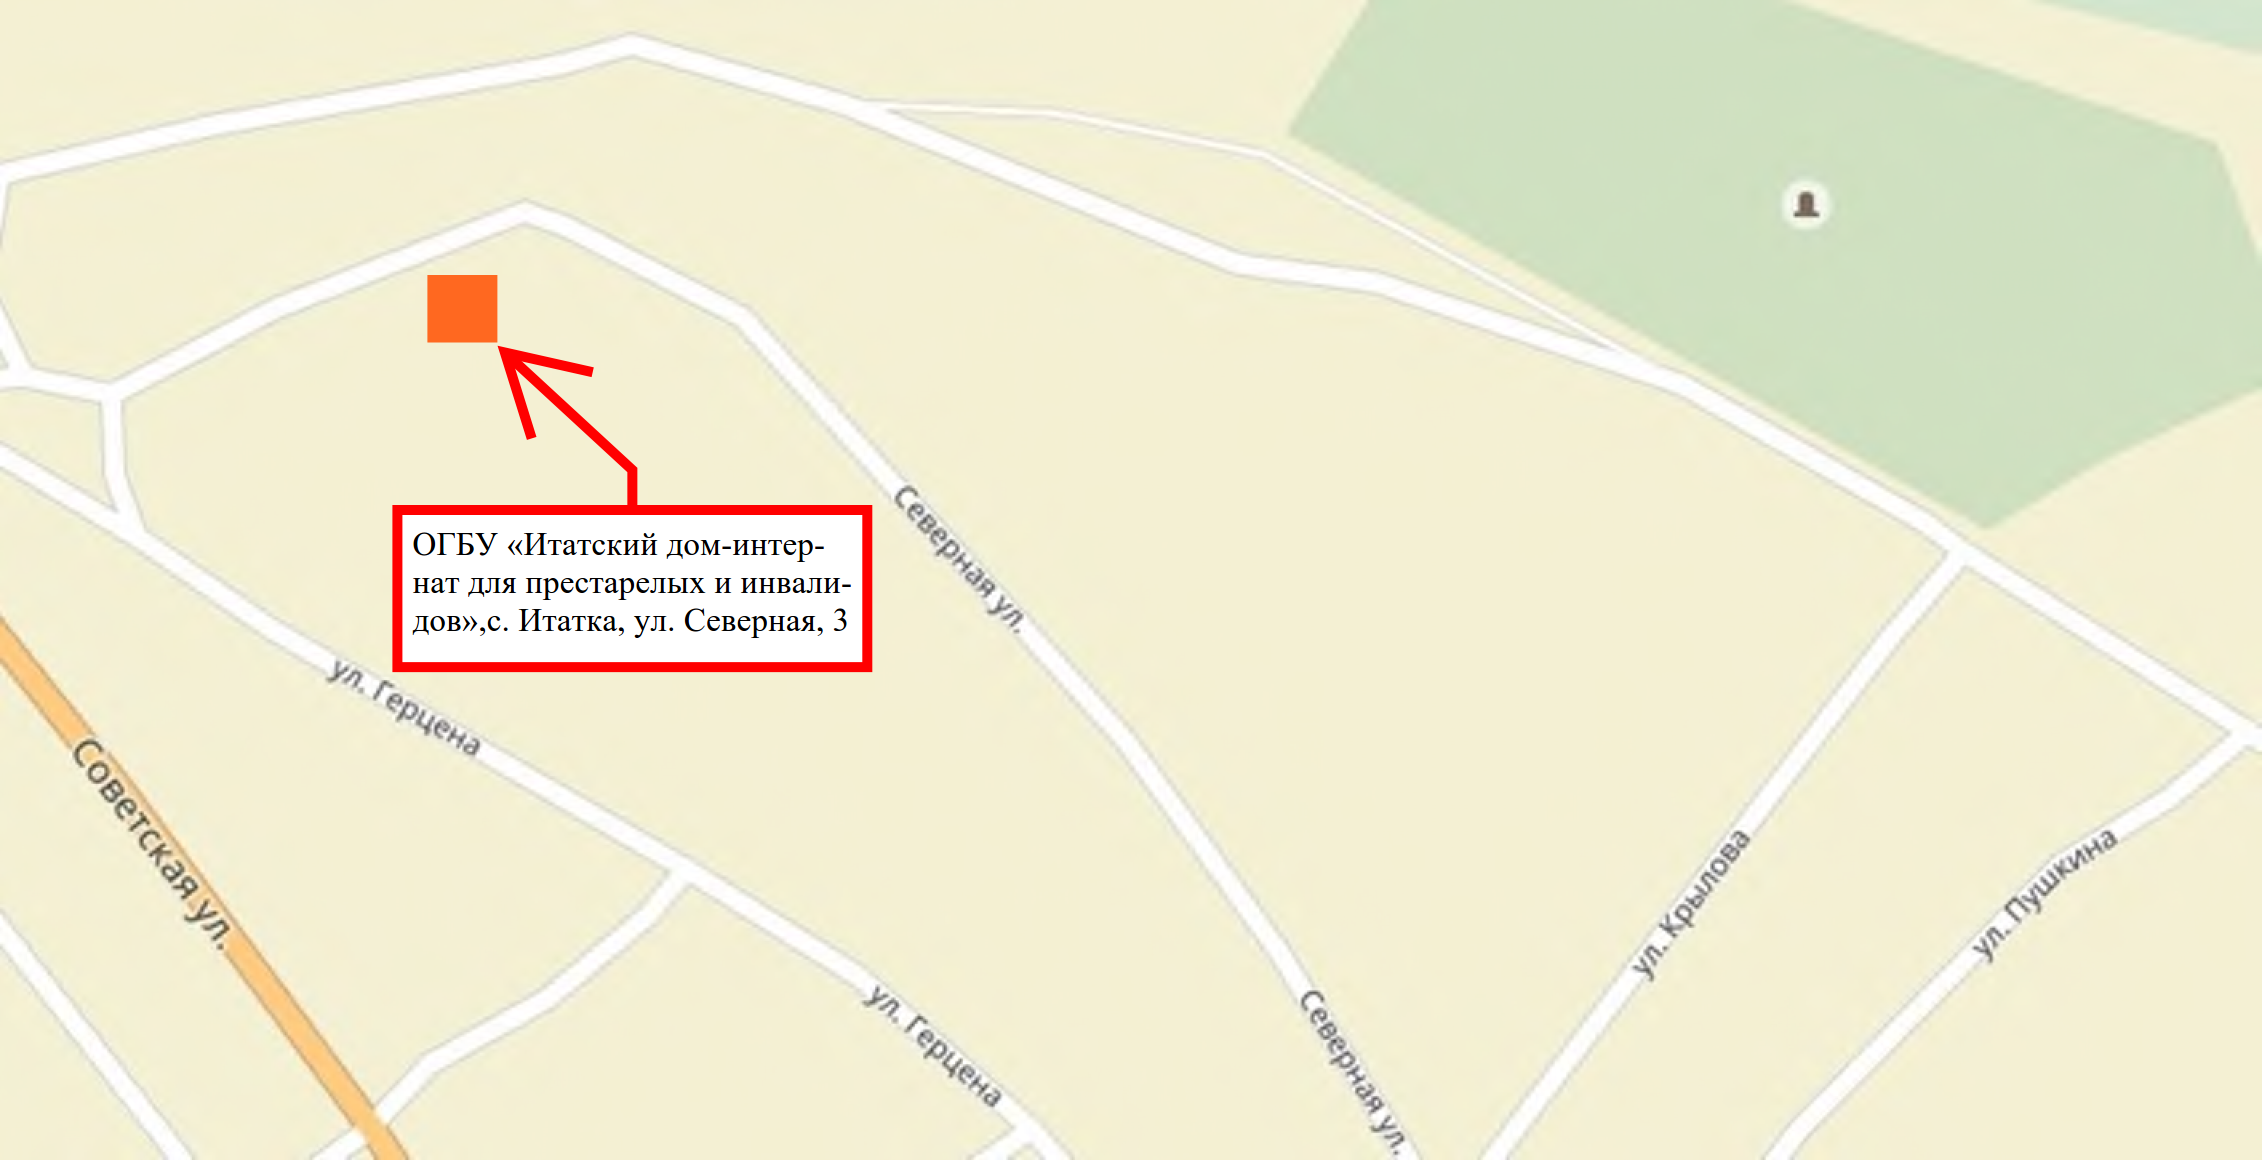 ОГБУ «Итатский дом-интер-
нат для престарелых и инвали-
дов»,с. Итатка, ул. Северная, 3
Северная ул.
ул. Герцена
Советская ул.
ул. Крылова
ул. Пушкина
ул. Герцена
Северная ул.